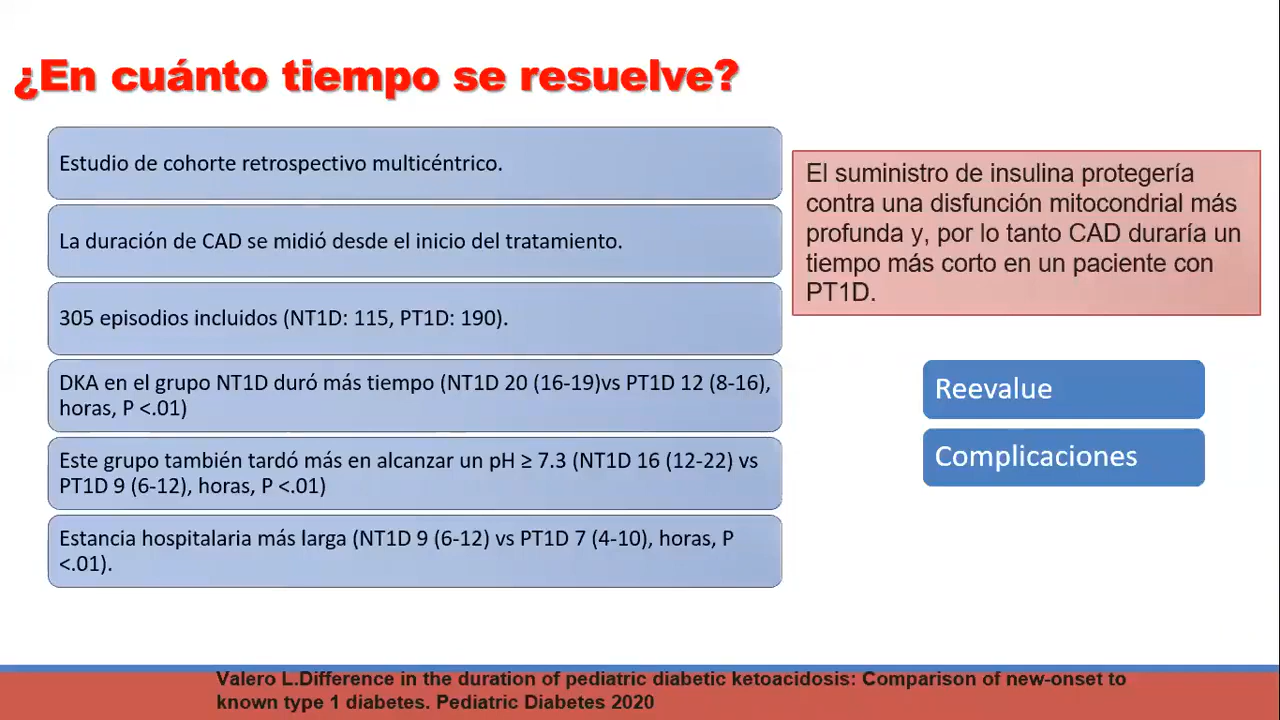 ¿En cuánto tiempo se resuelve?
Estudio de cohorte retrospectivo multicéntrico.
La duración de CAD se midió desde el inicio del tratamiento.
305 episodios incluidos (NT1D: 115, PT1D: 190).
DKA en el grupo NT1D duró más tiempo (NT1D 20 (16-19)vs PT1D 12 (8-16),
horas, P <.01)
Este grupo también tardó más en alcanzar un pH ≥ 7.3 (NT1D 16 (12-22) vs
PT1D 9 (6-12), horas, P <.01)
Estancia hospitalaria más larga (NT1D 9 (6-12) vs PT1D 7 (4-10), horas, P
<.01).
El suministro de insulina protegería
contra una disfunción mitocondrial más
profunda y, por lo tanto CAD duraría un
tiempo más corto en un paciente con
PT1D.
Reevalue
Complicaciones
Valero L.Difference in the duration of pediatric diabetic ketoacidosis: Comparison of new-onset to
known type 1 diabetes. Pediatric Diabetes 2020